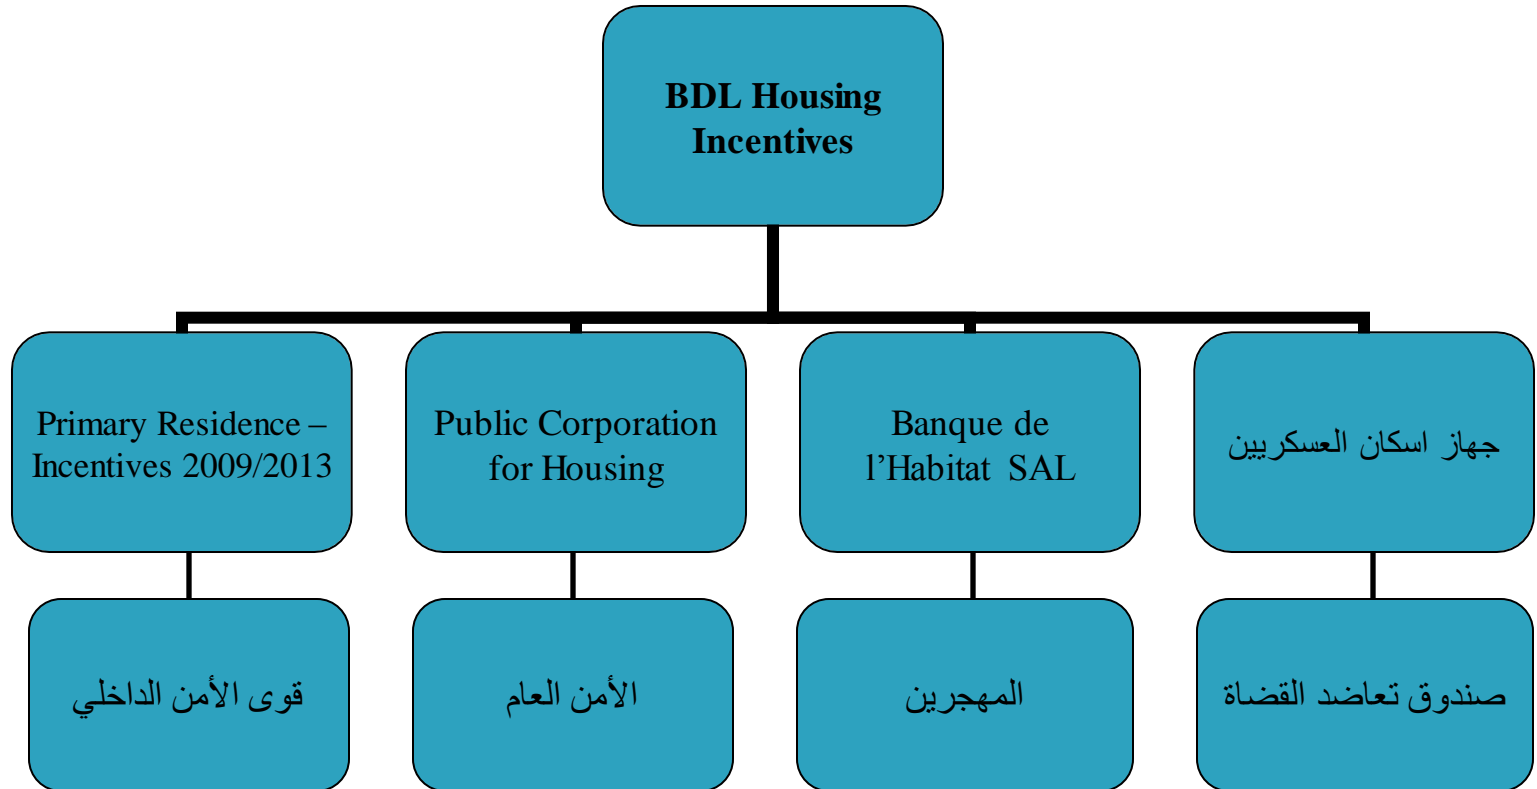 BDL Housing
Incentives
Primary Residence –
Incentives 2009/2013
Public Corporation
for Housing
Banque de
l’Habitat SAL
جهاز اسكان العسكريين
قوى الأمن الداخلي
الأمن العام
المهجرين
صندوق تعاضد القضاة